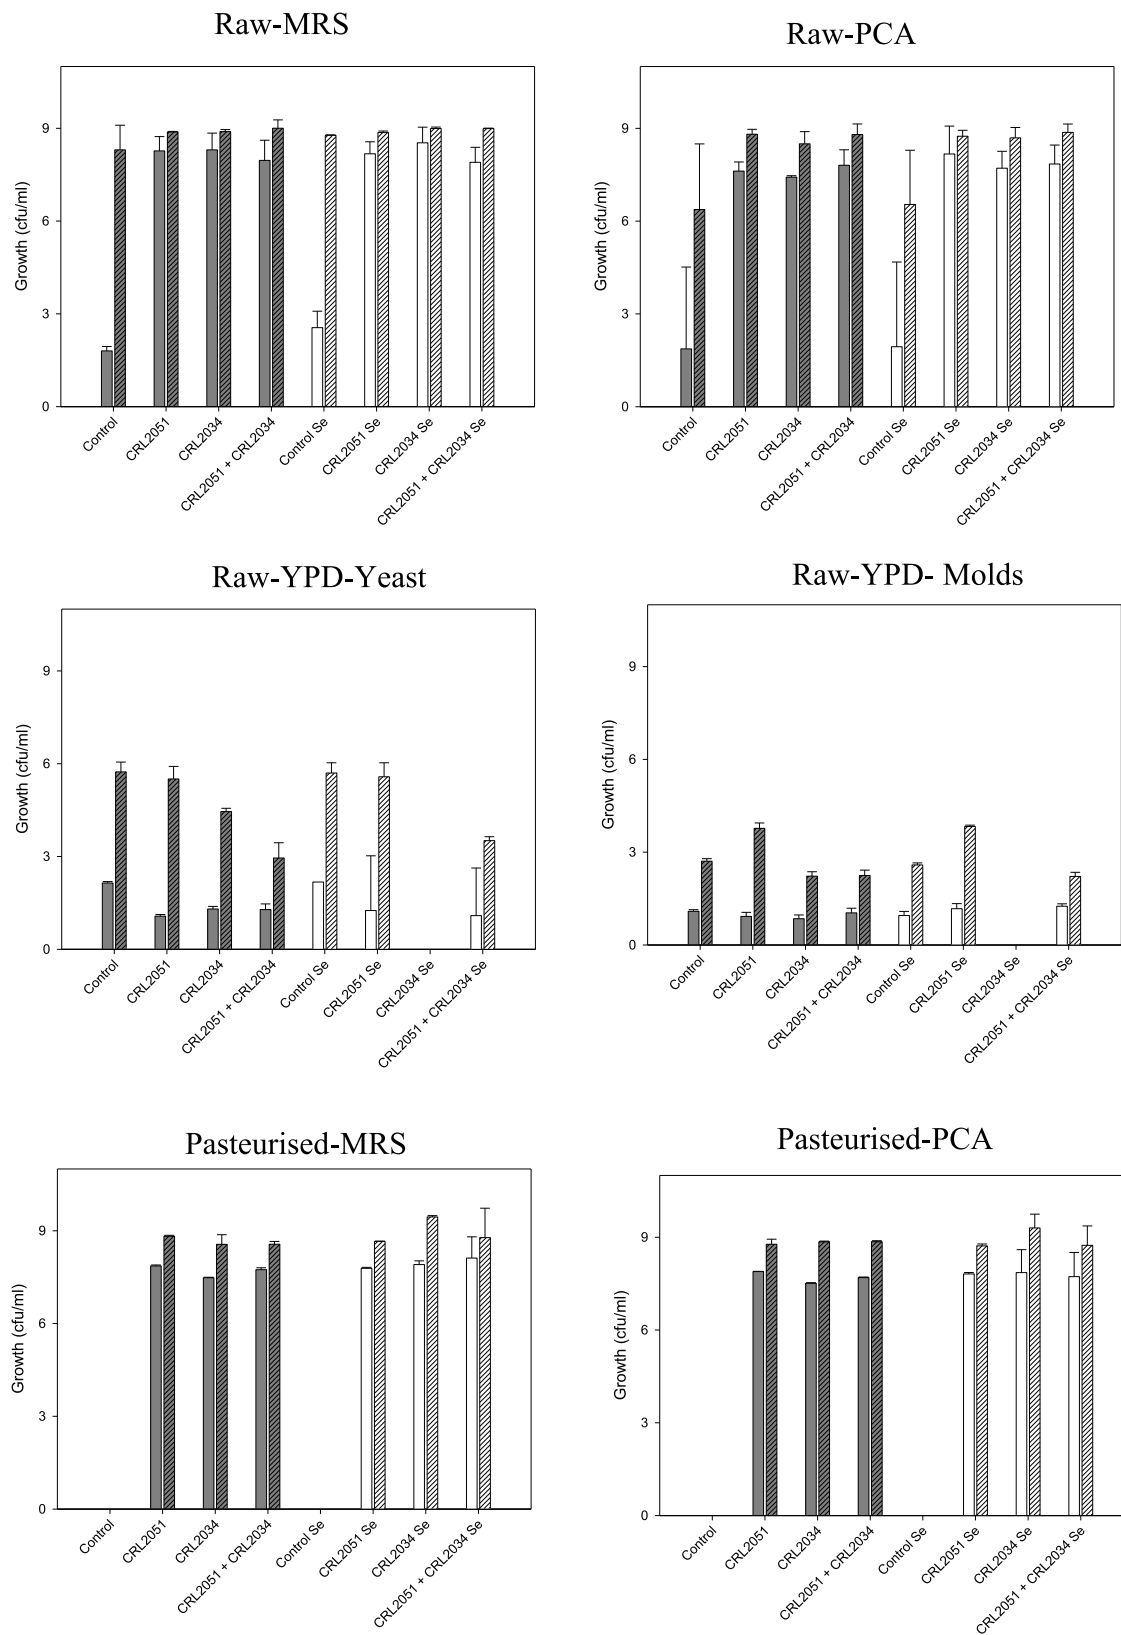 Raw-MRS
Growth (cfu/ml)
9
6
3
0
Control
CRL2051
CRL2034
CRL2051 + CRL2034
Control Se
CRL2051 Se
CRL2034 Se
CRL2051 + CRL2034 Se
Raw-PCA
Growth (cfu/ml)
9
6
3
0
Control
CRL2051
CRL2034
CRL2051 + CRL2034
Control Se
CRL2051 Se
CRL2034 Se
CRL2051 + CRL2034 Se
Raw-YPD-Yeast
Growth (cfu/ml)
9
6
3
0
Control
CRL2051
CRL2034
CRL2051 + CRL2034
Control Se
CRL2051 Se
CRL2034 Se
CRL2051 + CRL2034 Se
Raw-YPD- Molds
Growth (cfu/ml)
9
6
3
0
Control
CRL2051
CRL2034
CRL2051 + CRL2034
Control Se
CRL2051 Se
CRL2034 Se
CRL2051 + CRL2034 Se
Pasteurised-MRS
Growth (cfu/ml)
9
6
3
0
Control
CRL2051
CRL2034
CRL2051 + CRL2034
Control Se
CRL2051 Se
CRL2034 Se
CRL2051 + CRL2034 Se
Pasteurised-PCA
Growth (cfu/ml)
9
6
3
0
Control
CRL2051
CRL2034
CRL2051 + CRL2034
Control Se
CRL2051 Se
CRL2034 Se
CRL2051 + CRL2034 Se